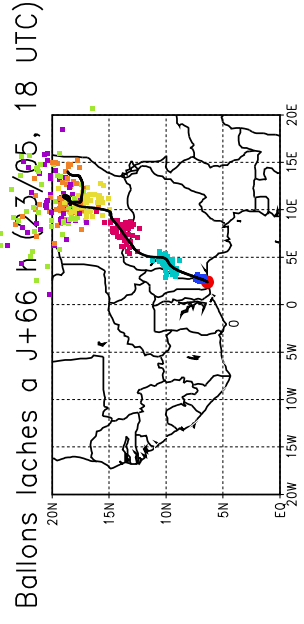 Ballons laches a J+66 h (23/05, 18 UTC)
20N
15N
10N
5N
EQ
20W
15W
10W
5W
0
5E
10E
15E
20E
0